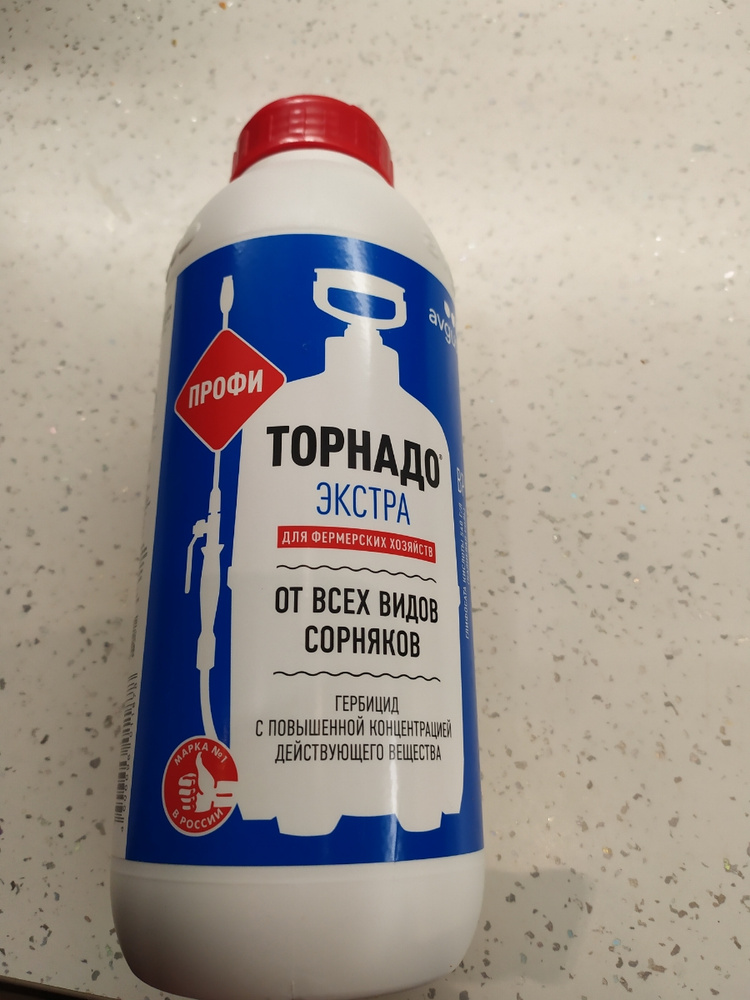 ПРОФИ
ТОРНАДО®
ЭКСТРА
ДЛЯ ФЕРМЕРСКИХ ХОЗЯЙСТВ
ОТ ВСЕХ ВИДОВ
СОРНЯКОВ
ГЕРБИЦИД
С ПОВЫШЕННОЙ КОНЦЕНТРАЦИЕЙ
ДЕЙСТВУЮЩЕГО ВЕЩЕСТВА
МАРКА №1
В РОССИИ